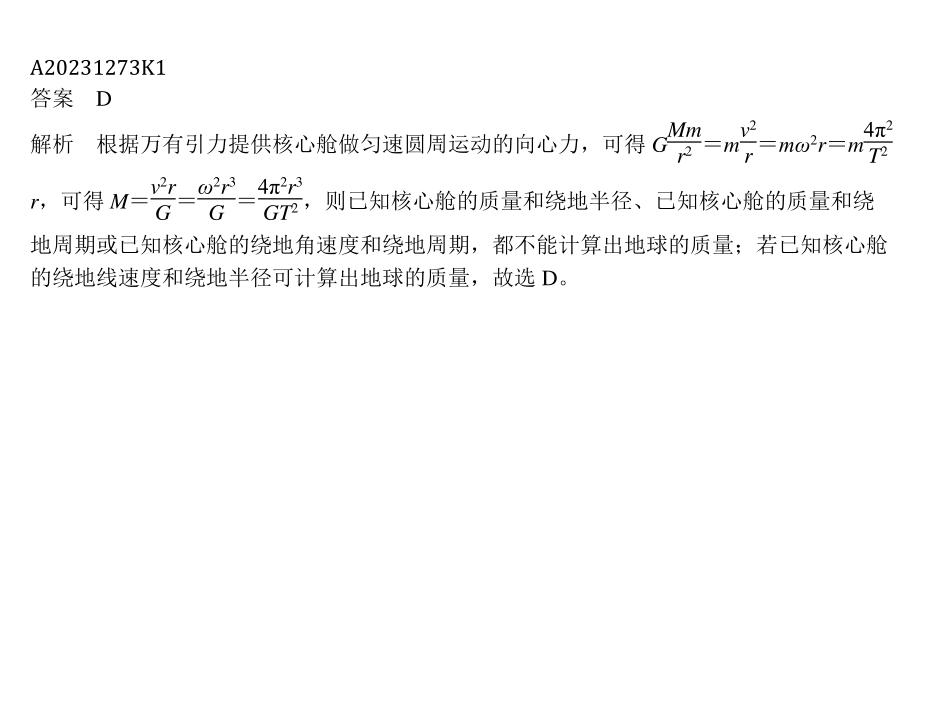 A20231273K1
答案　D
解析　根据万有引力提供核心舱做匀速圆周运动的向心力，可得 G\frac{Mm}{r^2}＝m\frac{v^2}{r}＝mω^2r＝m\frac{4π^2}{T^2}
r，可得 M＝\frac{v^2r}{G}＝\frac{ω^2r^3}{G}＝\frac{4π^2r^3}{GT^2}，则已知核心舱的质量和绕地半径、已知核心舱的质量和绕
地周期或已知核心舱的绕地角速度和绕地周期，都不能计算出地球的质量；若已知核心舱
的绕地线速度和绕地半径可计算出地球的质量，故选 D。